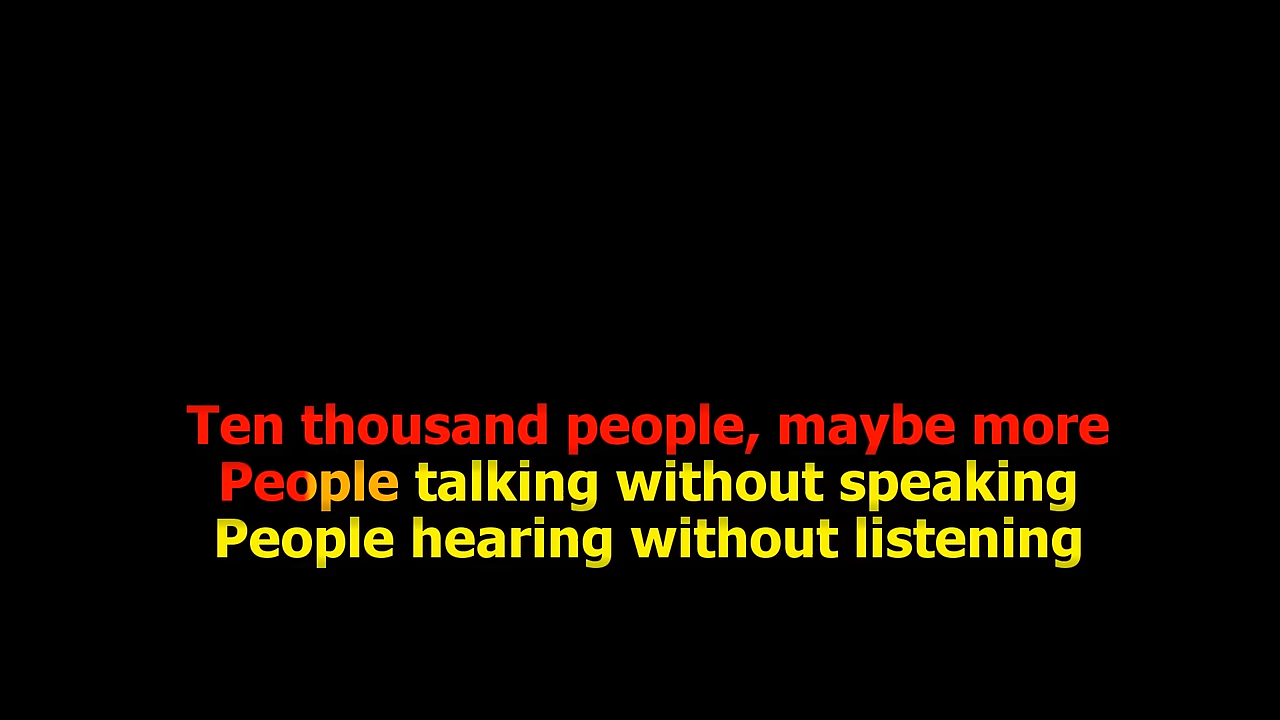 Ten thousand people, maybe more
People talking without speaking
People hearing without listening